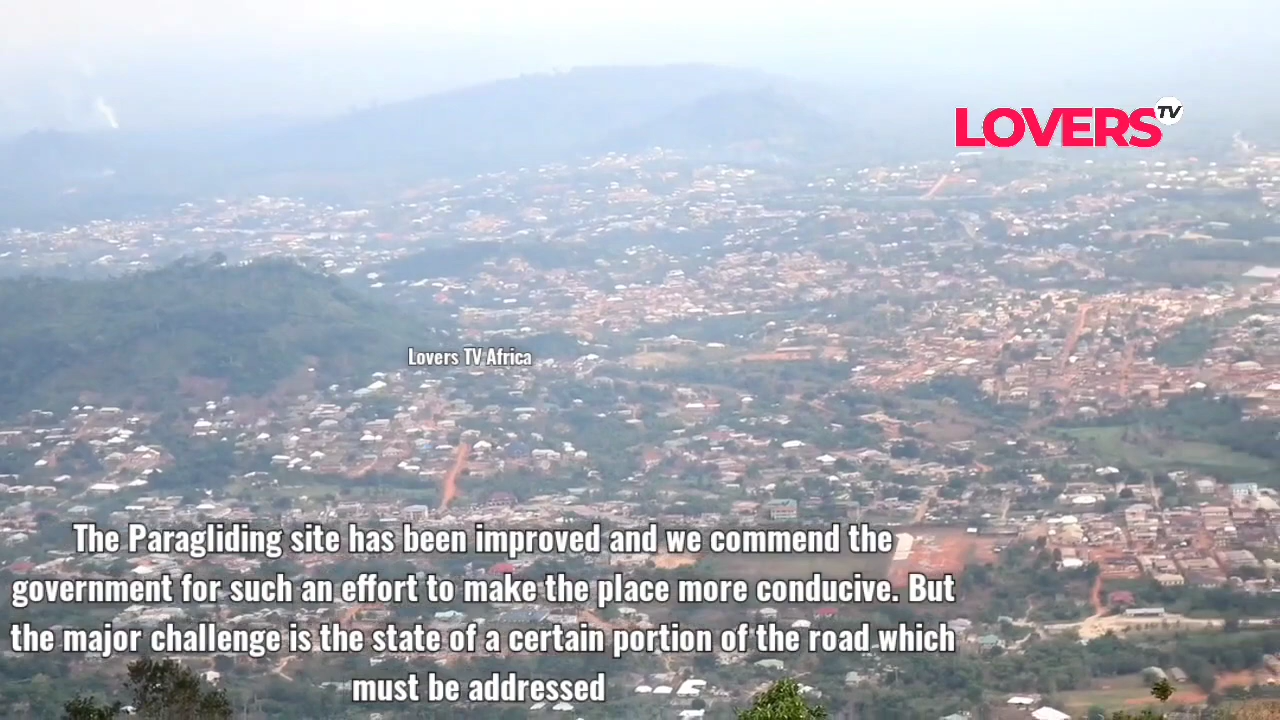 LOVERS TV
Lovers TV Africa
The Paragliding site has been improved and we commend the
government for such an effort to make the place more conducive. But
the major challenge is the state of a certain portion of the road which
must be addressed